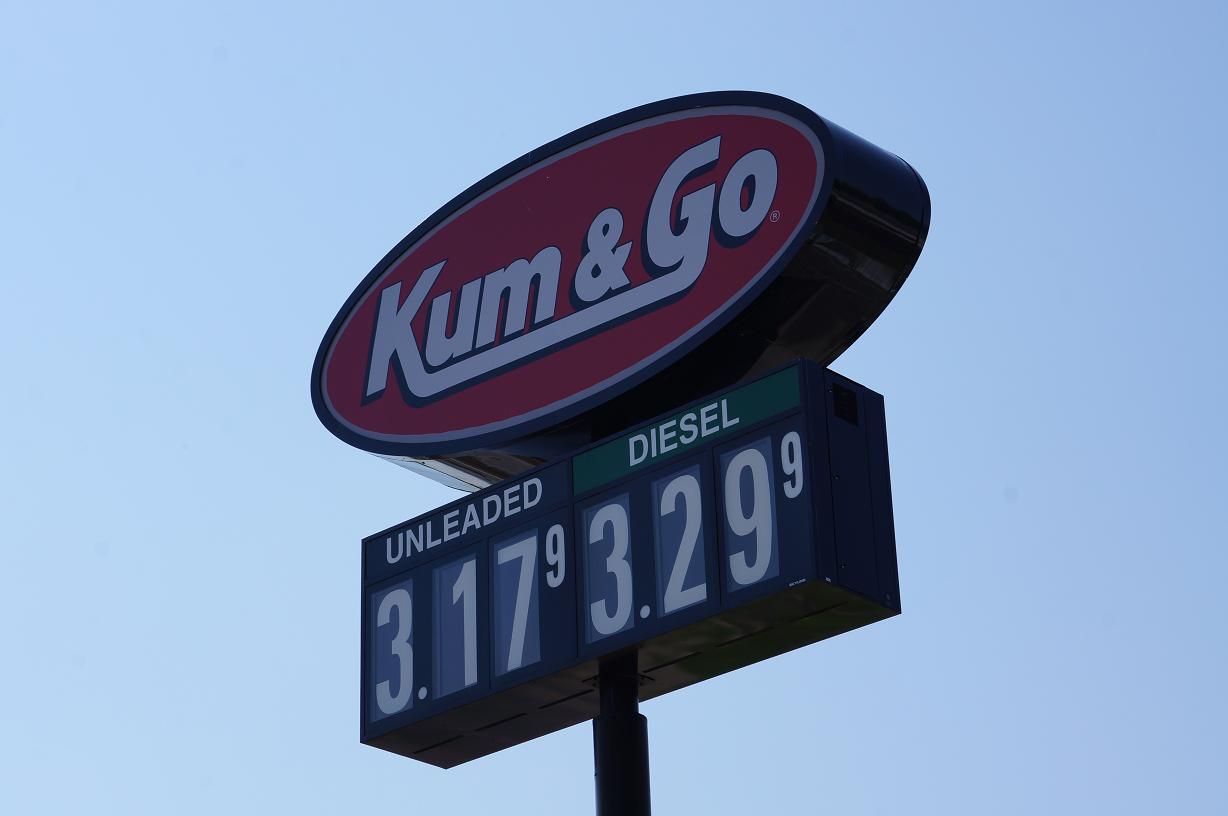 Kum & Go®
UNLEADED
3.17 9
DIESEL
3.29 9